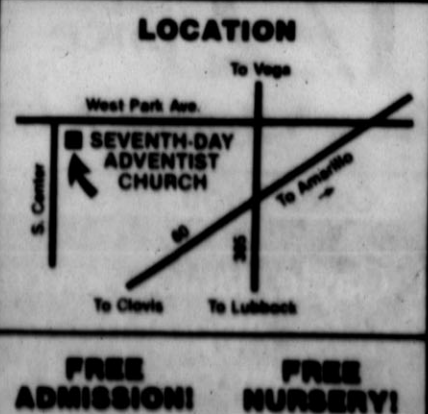 LOCATION
To Vega
West Park Ave.
SEVENTH-DAY
ADVENTIST
CHURCH
S. Center
To Amarillo
60
385
To Clovis
To Lubbock
FREE
ADMISSION!
FREE
NURSERY!